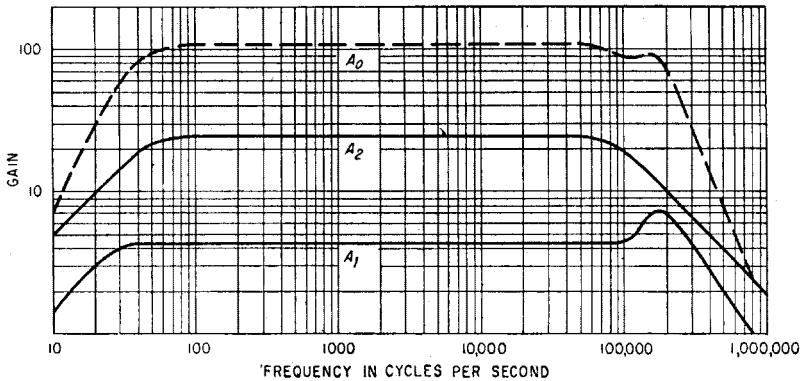 100
A0
A2
GAIN
10
A1
10 100 1000 10,000 100,000 1,000,000
FREQUENCY IN CYCLES PER SECOND